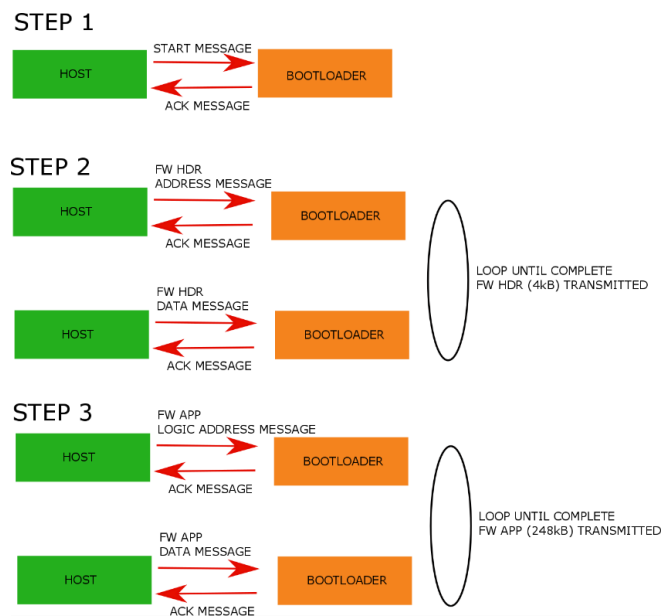 STEP 1
START MESSAGE
HOST
BOOTLOADER
ACK MESSAGE
STEP 2
FW HDR
ADDRESS MESSAGE
HOST
BOOTLOADER
ACK MESSAGE
LOOP UNTIL COMPLETE
FW HDR (4kB) TRANSMITTED
FW HDR
DATA MESSAGE
HOST
BOOTLOADER
ACK MESSAGE
STEP 3
FW APP
LOGIC ADDRESS MESSAGE
HOST
BOOTLOADER
ACK MESSAGE
LOOP UNTIL COMPLETE
FW APP (248kB) TRANSMITTED
FW APP
DATA MESSAGE
HOST
BOOTLOADER
ACK MESSAGE